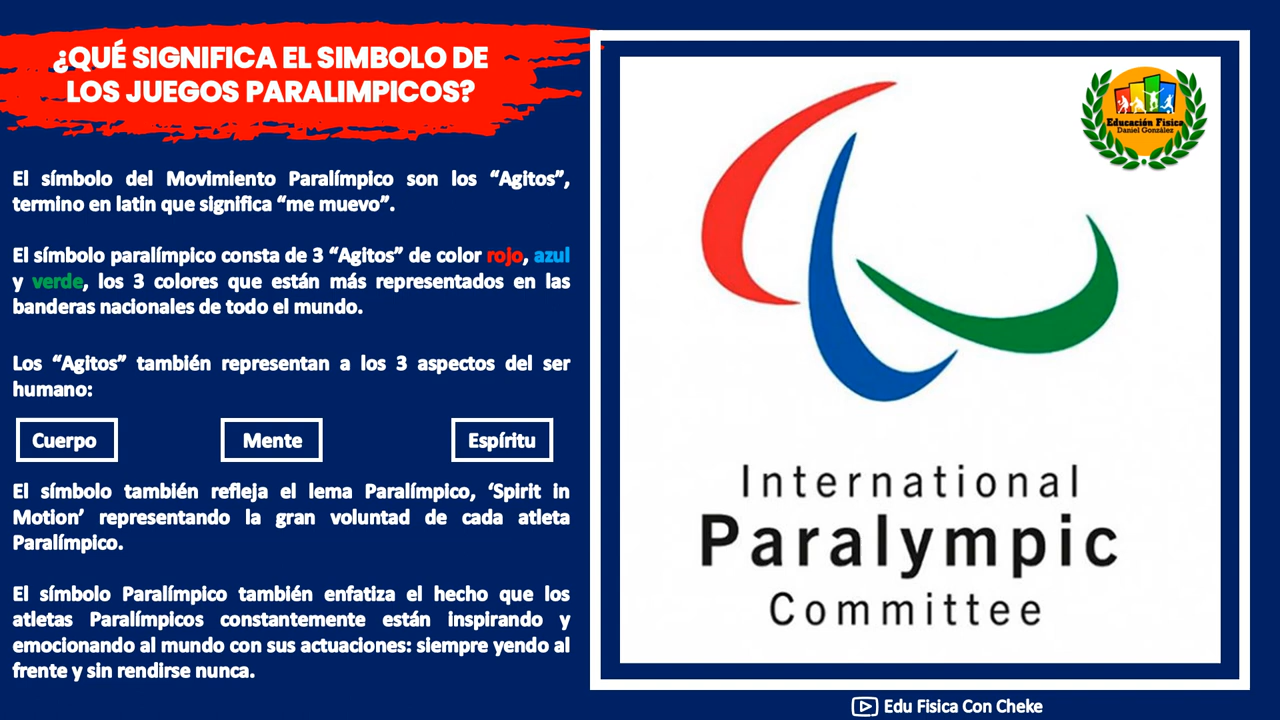 ¿QUÉ SIGNIFICA EL SIMBOLO DE
LOS JUEGOS PARALIMPICOS?
El símbolo del Movimiento Paralímpico son los “Agitos”,
termino en latin que significa “me muevo”.
El símbolo paralímpico consta de 3 “Agitos” de color rojo, azul
y verde, los 3 colores que están más representados en las
banderas nacionales de todo el mundo.
Los “Agitos” también representan a los 3 aspectos del ser
humano:
Cuerpo
Mente
Espíritu
El símbolo también refleja el lema Paralímpico, ‘Spirit in
Motion’ representando la gran voluntad de cada atleta
Paralímpico.
El símbolo Paralímpico también enfatiza el hecho que los
atletas Paralímpicos constantemente están inspirando y
emocionando al mundo con sus actuaciones: siempre yendo al
frente y sin rendirse nunca.
Educación Fisica
Daniel González
International
Paralympic
Committee
Edu Fisica Con Cheke